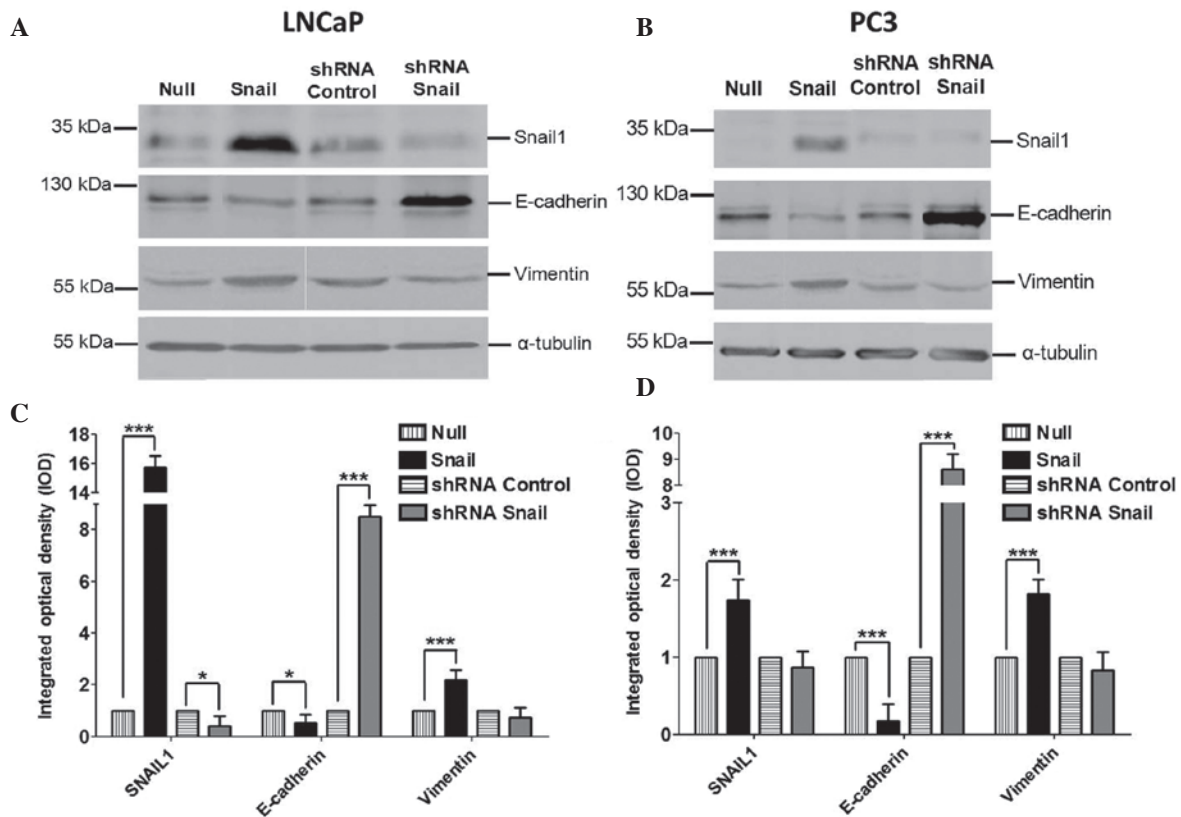 A
LNCaP
Null Snail shRNA Control shRNA Snail
35 kDa
Snail1
130 kDa
E-cadherin
55 kDa
Vimentin
55 kDa
α-tubulin
B
PC3
Null Snail shRNA Control shRNA Snail
35 kDa
Snail1
130 kDa
E-cadherin
55 kDa
Vimentin
55 kDa
α-tubulin
C
Integrated optical density (IOD)
18
16
14
8
6
4
2
0
***
*
*
***
***
Null
Snail
shRNA Control
shRNA Snail
SNAIL1
E-cadherin
Vimentin
D
Integrated optical density (IOD)
10
9
8
3
2
1
0
***
***
***
***
Null
Snail
shRNA Control
shRNA Snail
SNAIL1
E-cadherin
Vimentin